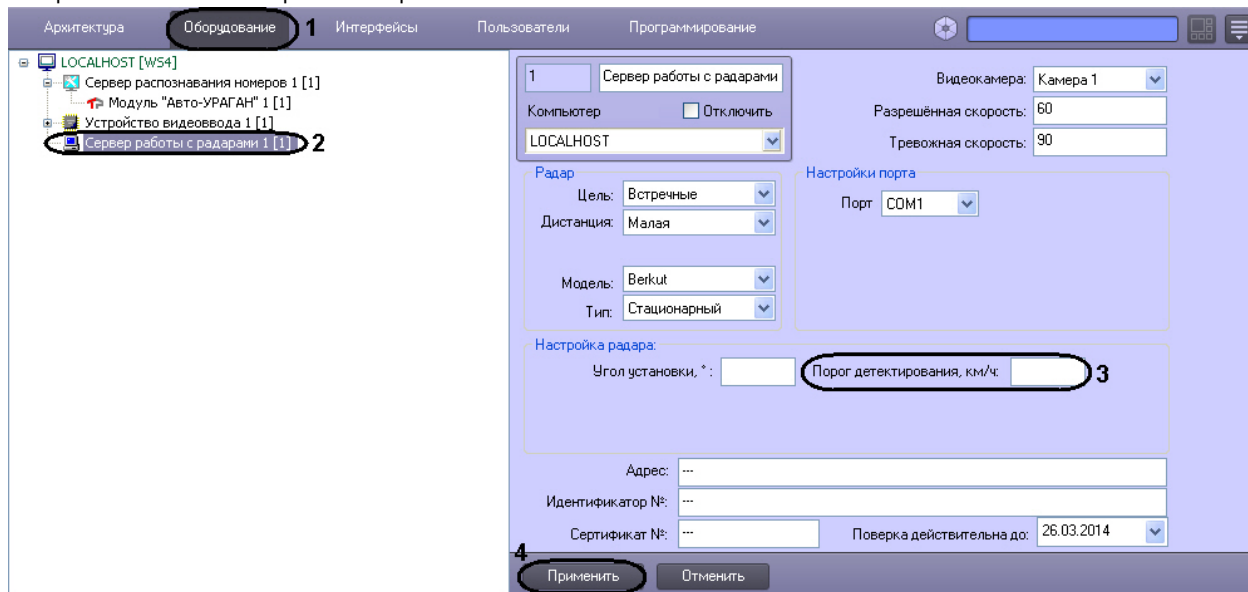 Архитектура Оборудование 1 Интерфейсы Пользователи Программирование
LOCALHOST [WS4]
Сервер распознавания номеров 1 [1]
Модуль "Авто-УРАГАН" 1 [1]
Устройство видеоввода 1 [1]
Сервер работы с радарами 1 [1] 2
1 Сервер работы с радарами
Компьютер Отключить
LOCALHOST
Видеокамера: Камера 1
Разрешённая скорость: 60
Тревожная скорость: 90
Радар
Цель: Встречные
Дистанция: Малая
Модель: Berkut
Тип: Стационарный
Настройки порта
Порт COM1
Настройка радара:
Угол установки, °: Порог детектирования, км/ч: 3
Адрес: ---
Идентификатор №: ---
Сертификат №: --- Поверка действительна до: 26.03.2014
4
Применить Отменить